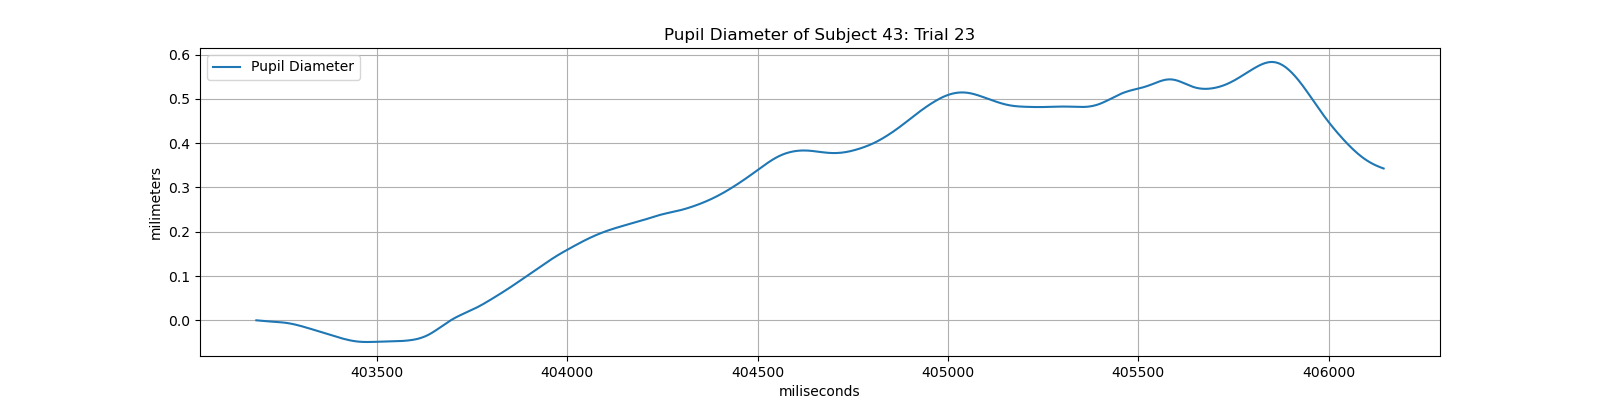 Pupil Diameter of Subject 43: Trial 23
Pupil Diameter
0.6
0.5
0.4
0.3
0.2
0.1
0.0
milimeters
403500 404000 404500 405000 405500 406000
miliseconds